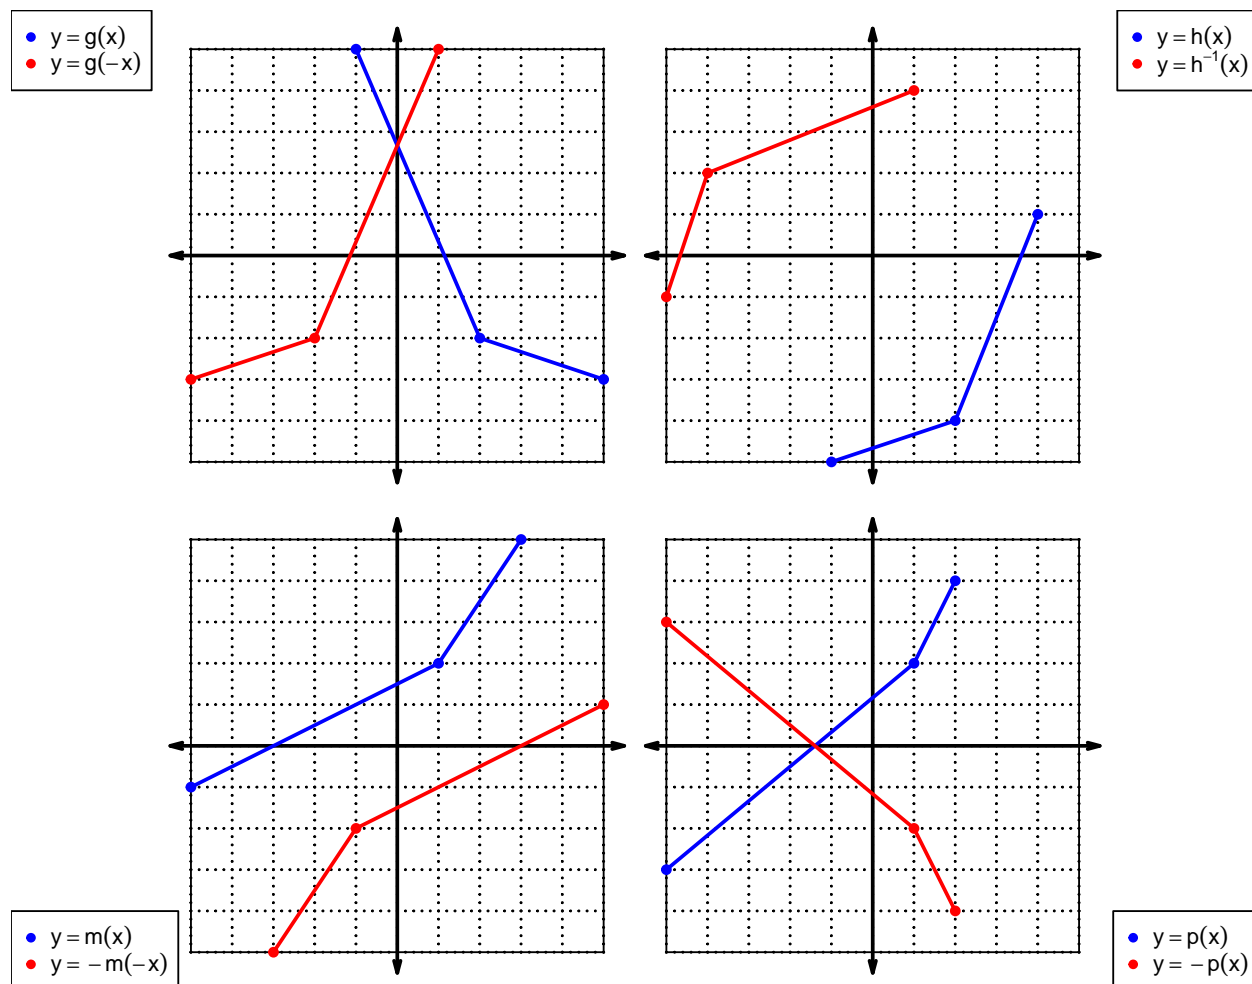 y = g(x)
y = g(−x)
y = h(x)
y = h⁻¹(x)
y = m(x)
y = −m(−x)
y = p(x)
y = −p(x)